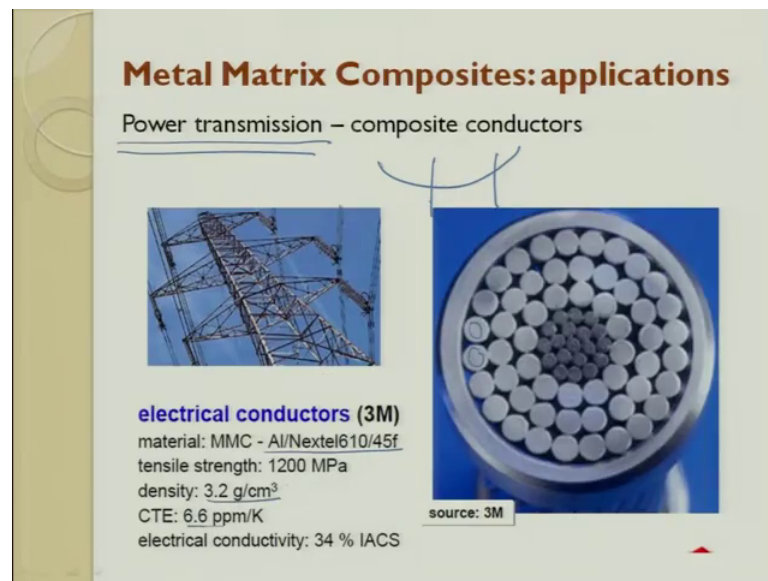 Metal Matrix Composites: applications
Power transmission – composite conductors
electrical conductors (3M)
material: MMC - Al/Nextel610/45f
tensile strength: 1200 MPa
density: 3.2 g/cm³
CTE: 6.6 ppm/K
electrical conductivity: 34 % IACS
source: 3M